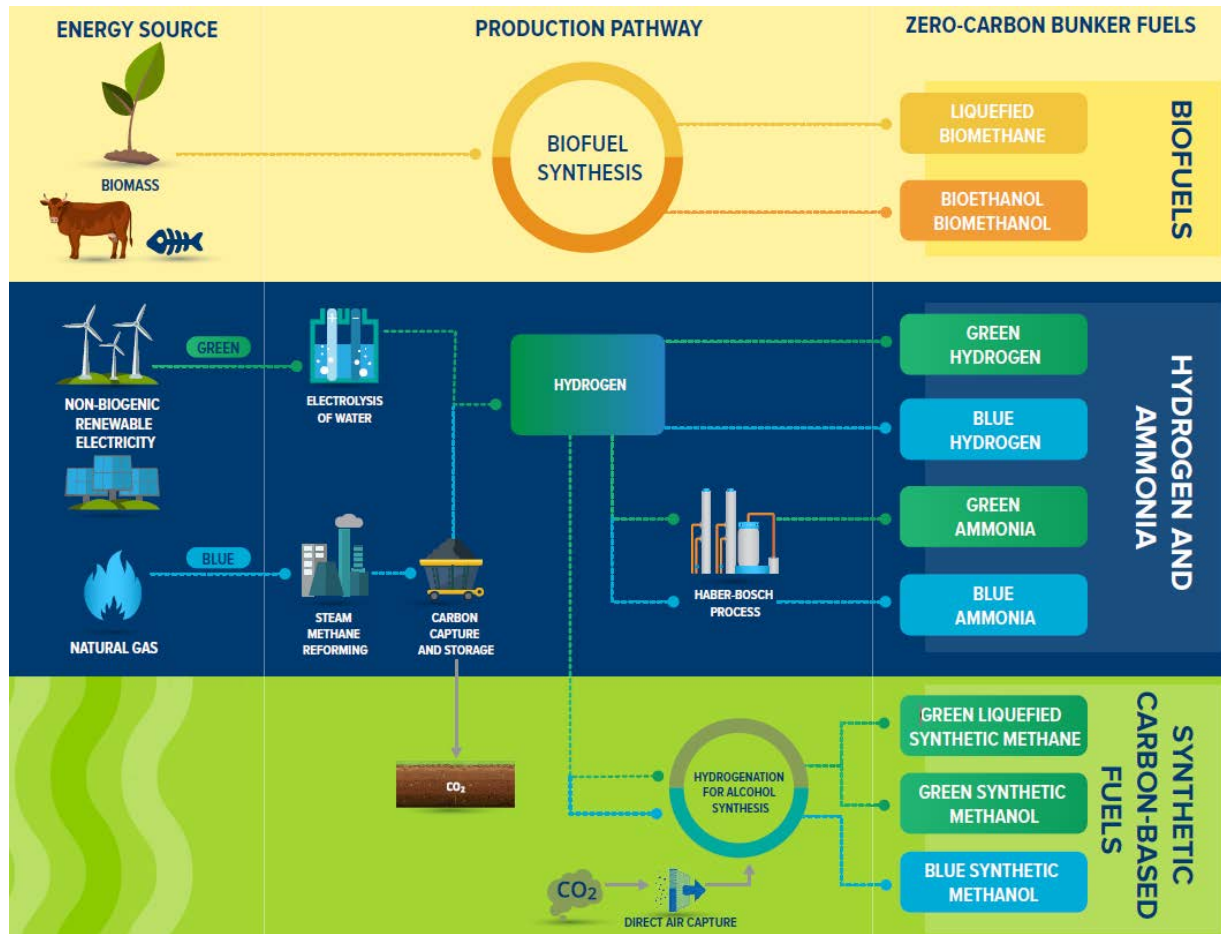 ENERGY SOURCE
PRODUCTION PATHWAY
ZERO-CARBON BUNKER FUELS
BIOMASS
BIOFUEL
SYNTHESIS
LIQUEFIED
BIOMETHANE
BIOETHANOL
BIOMETHANOL
BIOFUELS
GREEN
NON-BIOGENIC
RENEWABLE
ELECTRICITY
ELECTROLYSIS
OF WATER
HYDROGEN
GREEN
HYDROGEN
BLUE
HYDROGEN
GREEN
AMMONIA
BLUE
AMMONIA
HYDROGEN AND
AMMONIA
BLUE
NATURAL GAS
STEAM
METHANE
REFORMING
CARBON
CAPTURE
AND STORAGE
HABER-BOSCH
PROCESS
CO₂
HYDROGENATION
FOR ALCOHOL
SYNTHESIS
CO₂
DIRECT AIR CAPTURE
GREEN LIQUEFIED
SYNTHETIC METHANE
GREEN SYNTHETIC
METHANOL
BLUE SYNTHETIC
METHANOL
SYNTHETIC
CARBON-BASED
FUELS